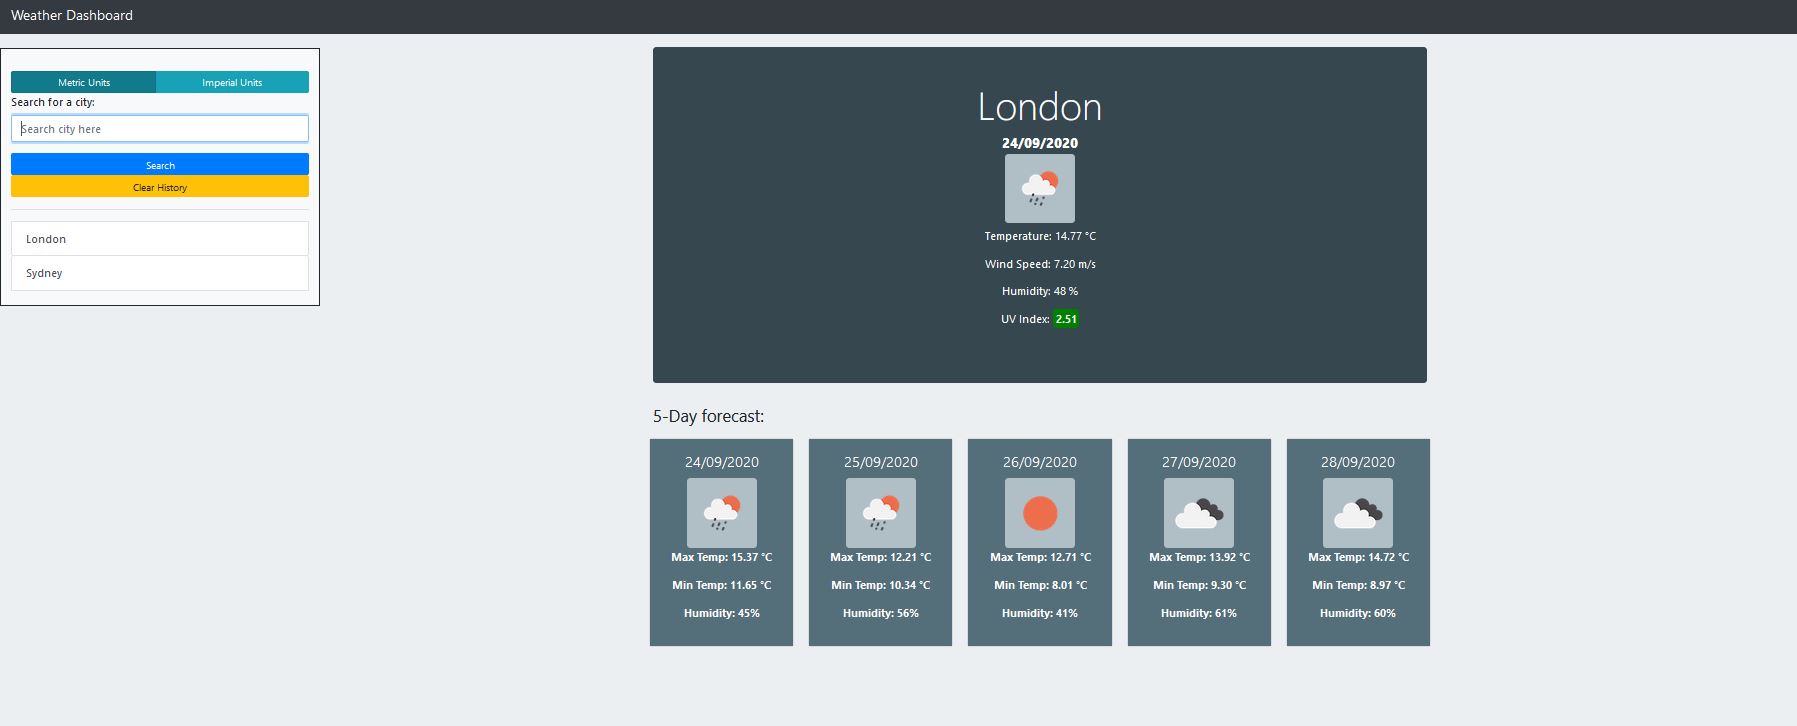 Weather Dashboard
Metric Units
Imperial Units
Search for a city:
Search city here
Search
Clear History
London
Sydney
London
24/09/2020
Temperature: 14.77 °C
Wind Speed: 7.20 m/s
Humidity: 48 %
UV Index: 2.51
5-Day forecast:
24/09/2020
Max Temp: 15.37 °C
Min Temp: 11.65 °C
Humidity: 45%
25/09/2020
Max Temp: 12.21 °C
Min Temp: 10.34 °C
Humidity: 56%
26/09/2020
Max Temp: 12.71 °C
Min Temp: 8.01 °C
Humidity: 41%
27/09/2020
Max Temp: 13.92 °C
Min Temp: 9.30 °C
Humidity: 61%
28/09/2020
Max Temp: 14.72 °C
Min Temp: 8.97 °C
Humidity: 60%